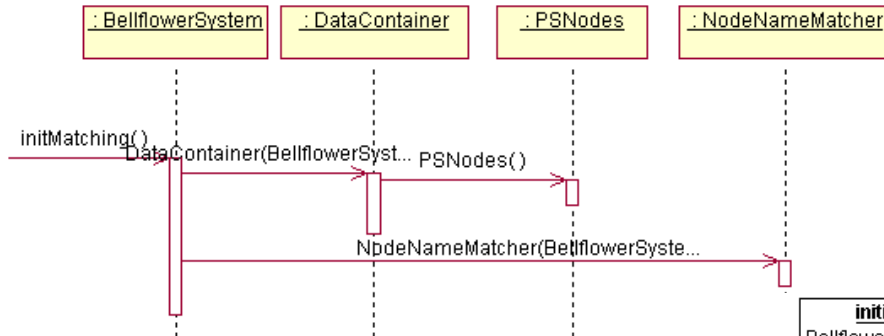 : BellflowerSystem
: DataContainer
: PSNodes
: NodeNameMatcher
initMatching()
DataContainer(BellflowerSyst...
PSNodes()
NodeNameMatcher(BellflowerSyste...